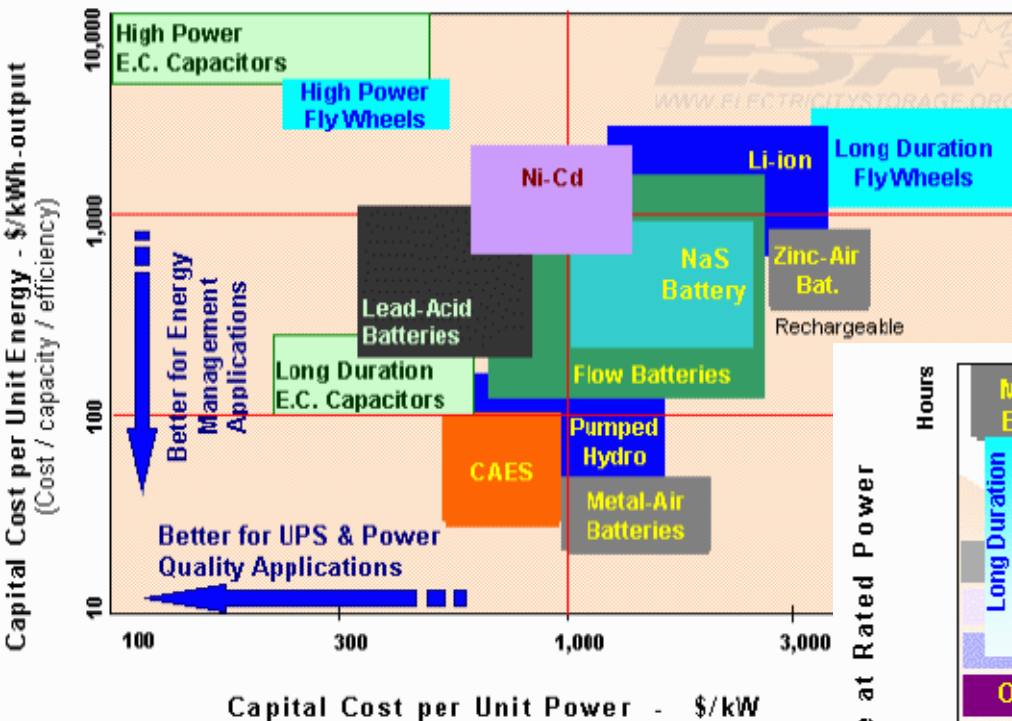 Capital Cost per Unit Energy - $/kWh-output
(Cost / capacity / efficiency)
10,000
1,000
100
10
High Power
E.C. Capacitors
High Power
Fly Wheels
ESA
WWW.ELECTRICITYSTORAGE.ORG
Ni-Cd
Li-ion
Long Duration
Fly Wheels
NaS
Battery
Zinc-Air
Bat.
Rechargeable
Lead-Acid
Batteries
Flow Batteries
Long Duration
E.C. Capacitors
Better for Energy
Management
Applications
Pumped
Hydro
CAES
Metal-Air
Batteries
Better for UPS & Power
Quality Applications
100
300
1,000
3,000
Capital Cost per Unit Power - $/kW
Hours
at Rated Power
Long Duration